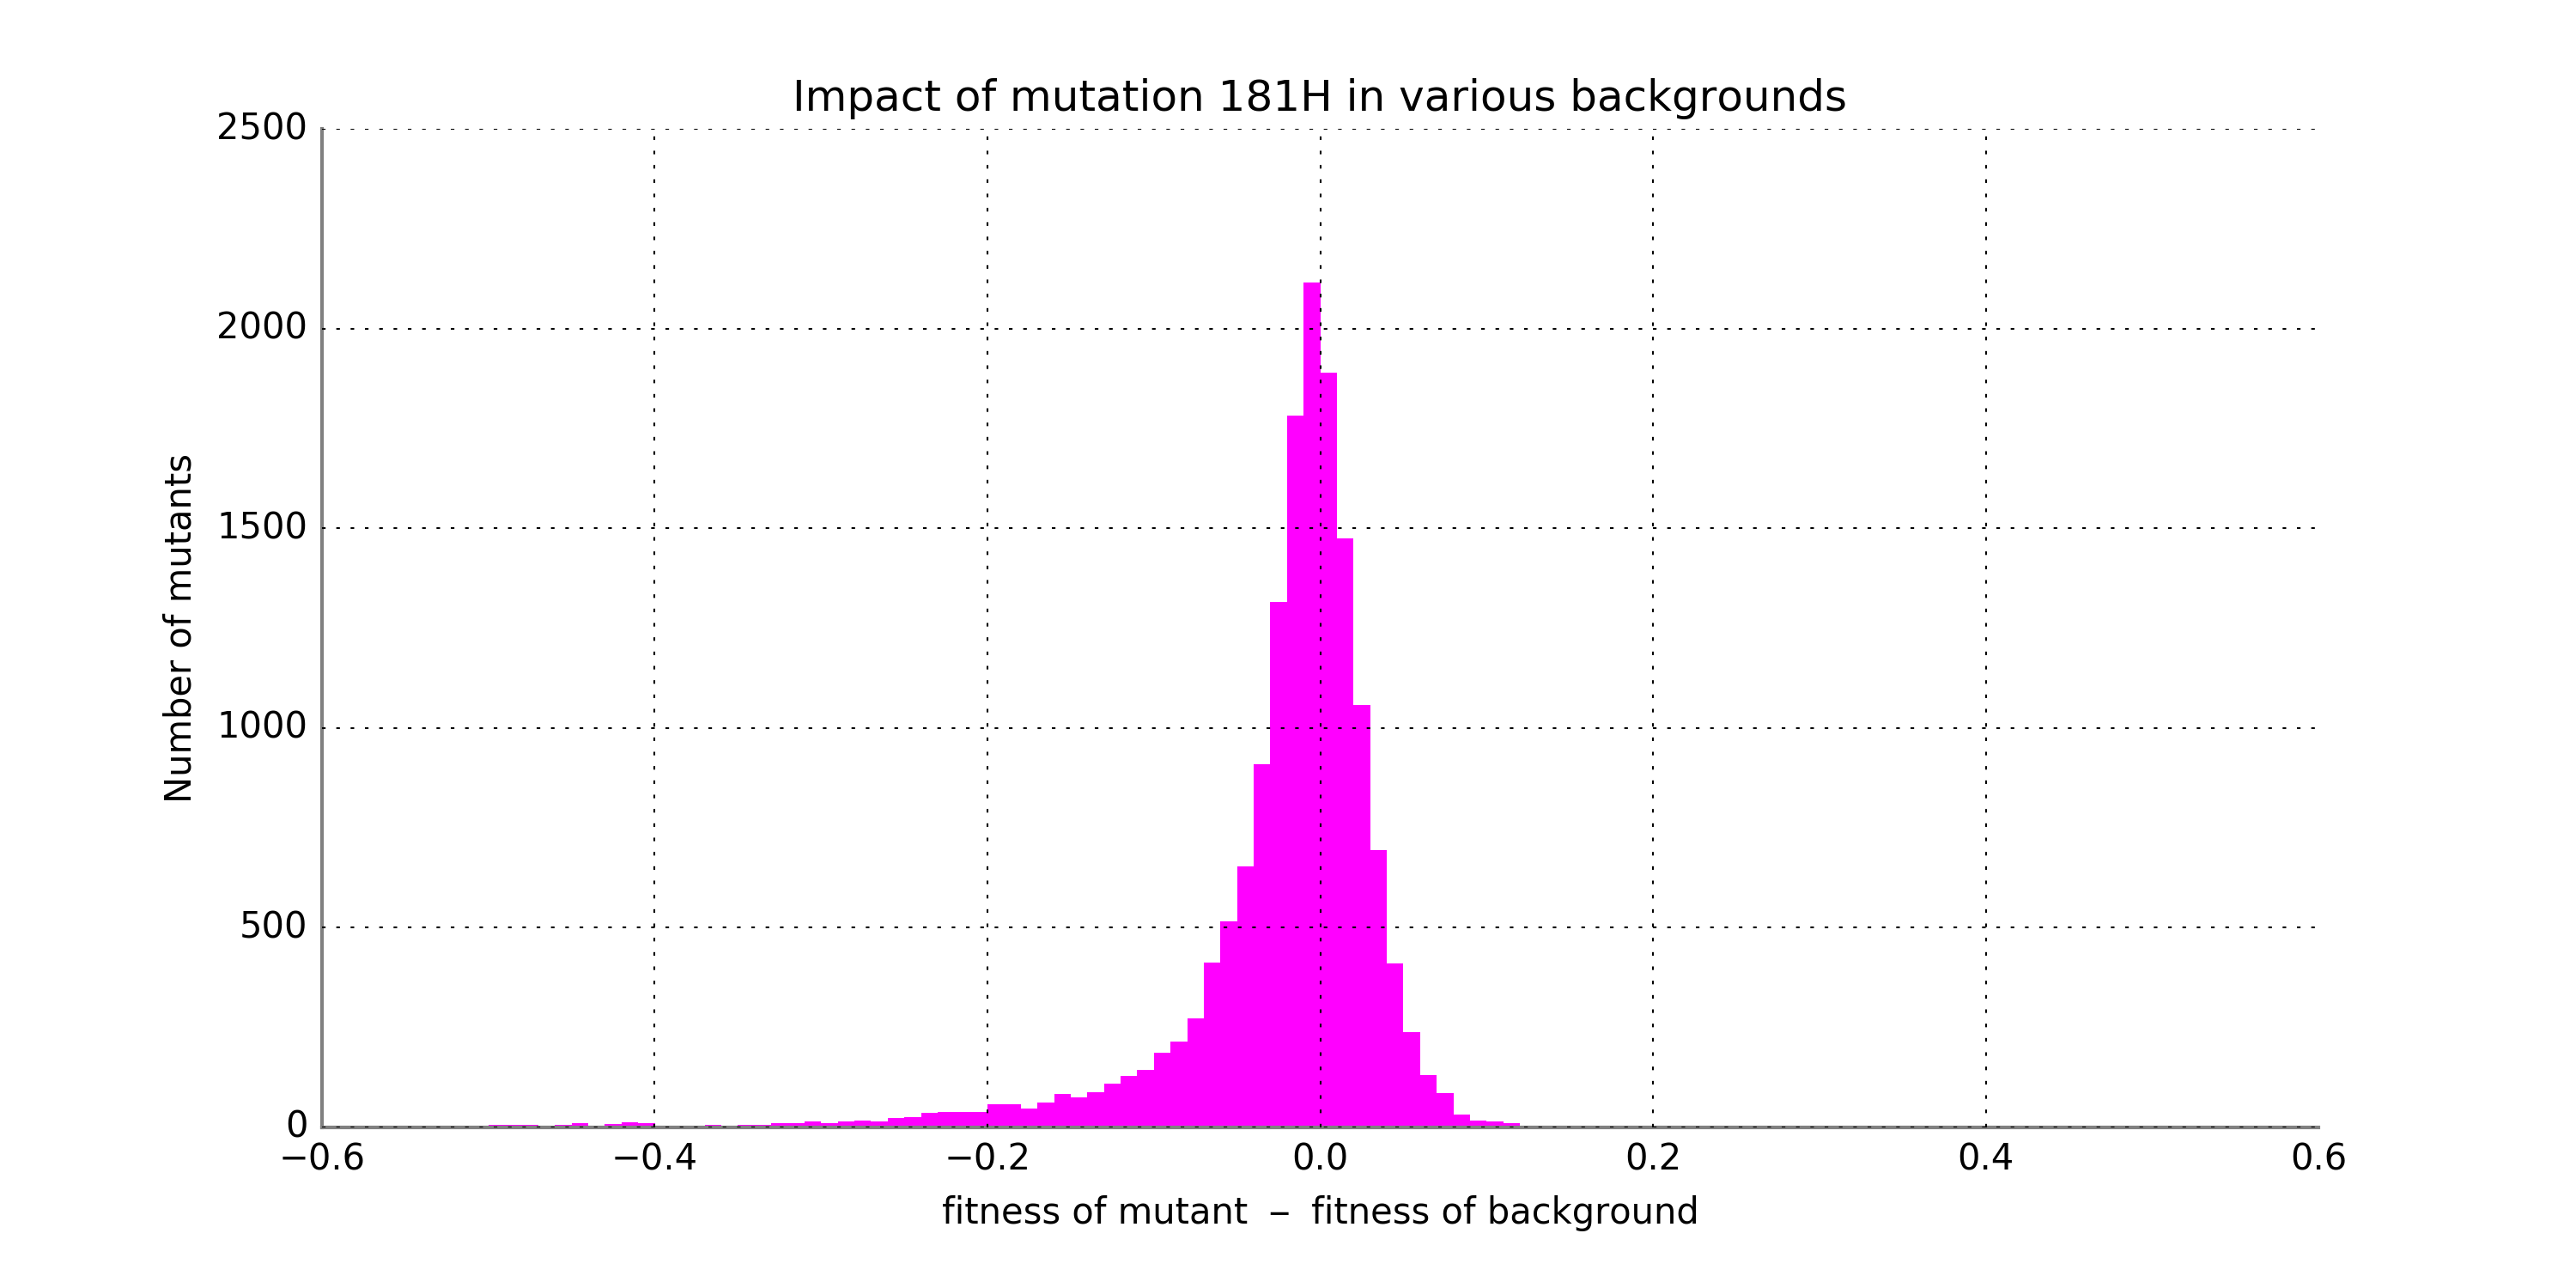 Impact of mutation 181H in various backgrounds
2500
2000
1500
1000
500
0
Number of mutants
−0.6 −0.4 −0.2 0.0 0.2 0.4 0.6
fitness of mutant − fitness of background